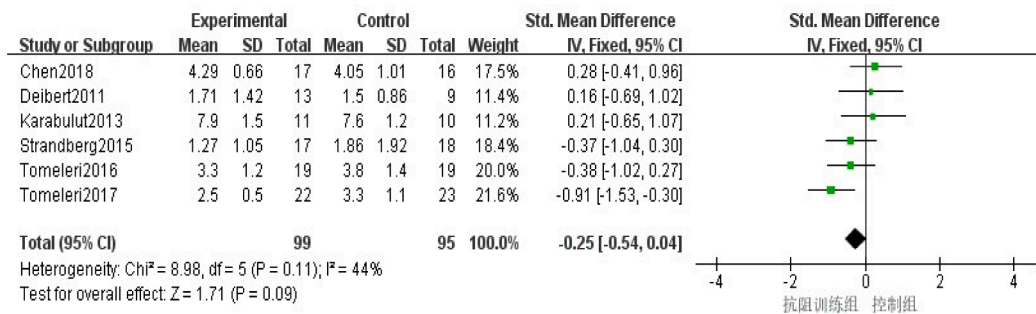 Experimental Control Std. Mean Difference Std. Mean Difference
Study or Subgroup Mean SD Total Mean SD Total Weight IV, Fixed, 95% CI IV, Fixed, 95% CI
Chen2018 4.29 0.66 17 4.05 1.01 16 17.5% 0.28 [-0.41, 0.96]
Deibert2011 1.71 1.42 13 1.5 0.86 9 11.4% 0.16 [-0.69, 1.02]
Karabulut2013 7.9 1.5 11 7.6 1.2 10 11.2% 0.21 [-0.65, 1.07]
Strandberg2015 1.27 1.05 17 1.86 1.92 18 18.4% -0.37 [-1.04, 0.30]
Tomeleri2016 3.3 1.2 19 3.8 1.4 19 20.0% -0.38 [-1.02, 0.27]
Tomeleri2017 2.5 0.5 22 3.3 1.1 23 21.6% -0.91 [-1.53, -0.30]
Total (95% CI) 99 95 100.0% -0.25 [-0.54, 0.04]
Heterogeneity: Chi² = 8.98, df = 5 (P = 0.11); I² = 44%
Test for overall effect: Z = 1.71 (P = 0.09)
-4 -2 0 2 4
抗阻训练组 控制组